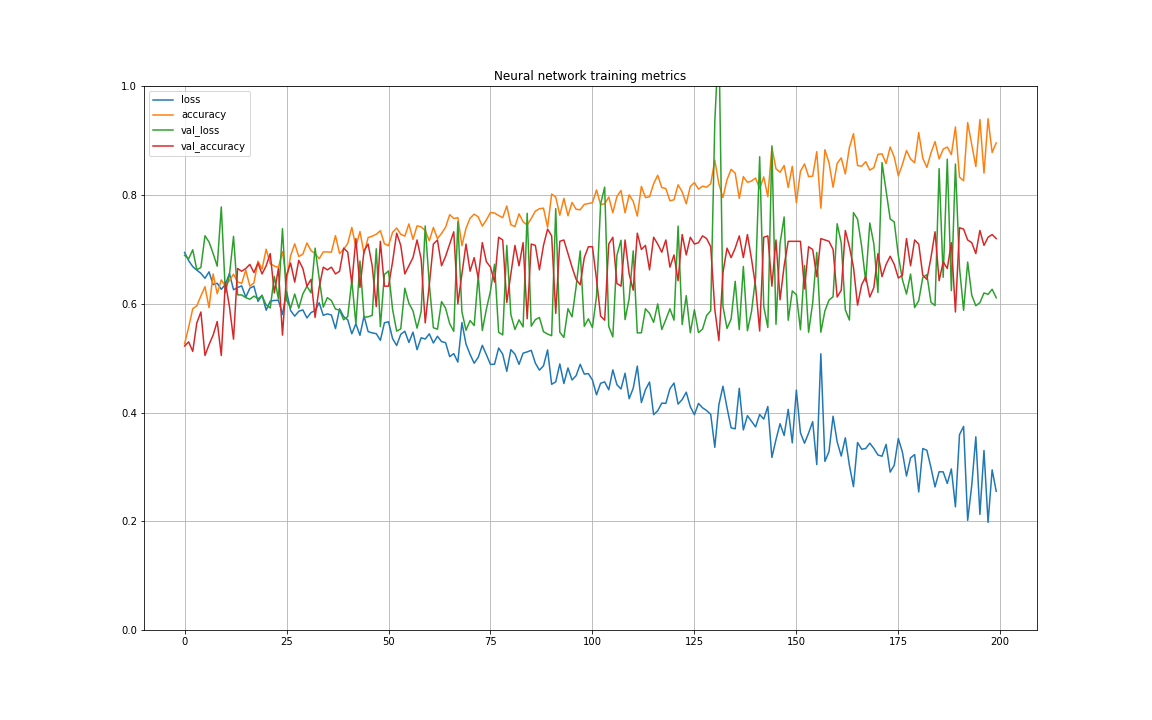 Neural network training metrics
1.0
loss
accuracy
val_loss
val_accuracy
0.8
0.6
0.4
0.2
0.0
0 25 50 75 100 125 150 175 200